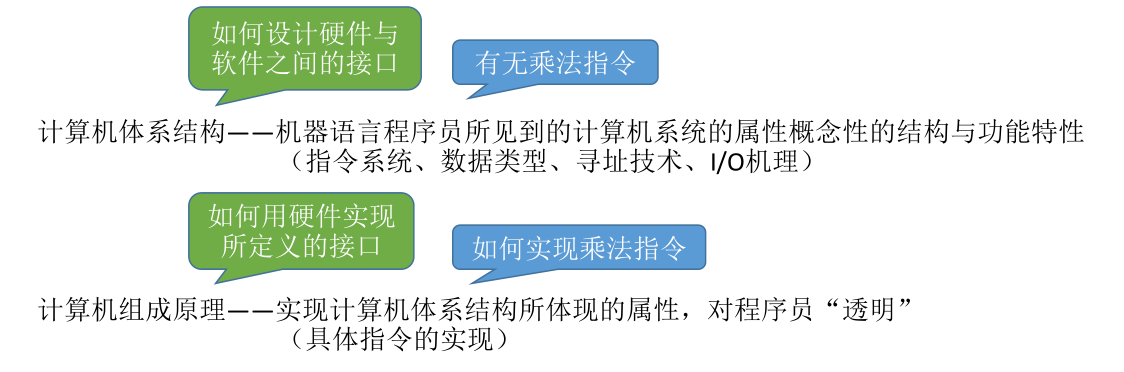 如何设计硬件与
软件之间的接口
有无乘法指令
计算机体系结构——机器语言程序员所见到的计算机系统的属性概念性的结构与功能特性
（指令系统、数据类型、寻址技术、I/O机理）
如何用硬件实现
所定义的接口
如何实现乘法指令
计算机组成原理——实现计算机体系结构所体现的属性，对程序员“透明”
（具体指令的实现）